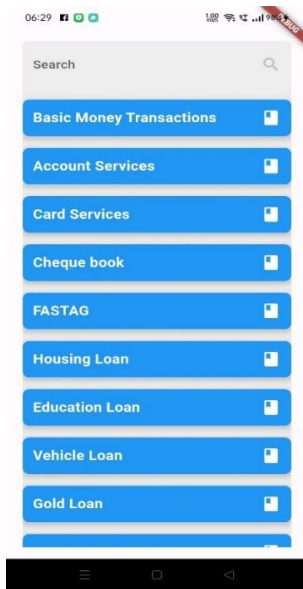 06:29
DEBUG
Search
Basic Money Transactions
Account Services
Card Services
Cheque book
FASTAG
Housing Loan
Education Loan
Vehicle Loan
Gold Loan